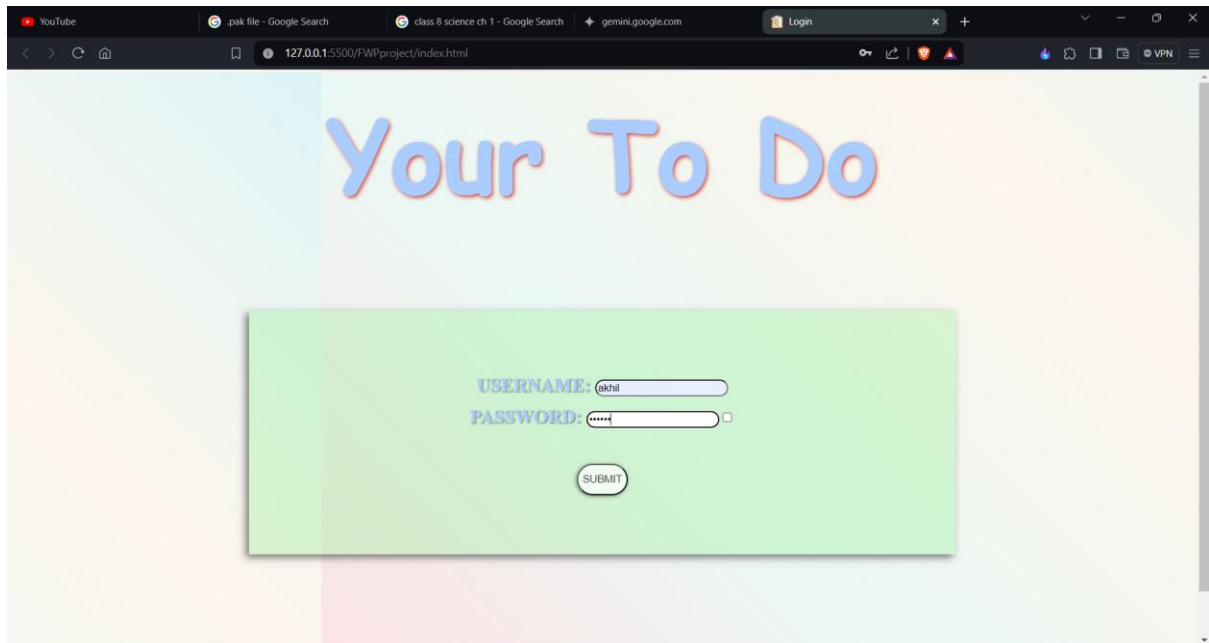 YouTube
.pak file - Google Search
class 8 science ch 1 - Google Search
gemini.google.com
Login
127.0.0.1:5500/FWPproject/index.html
VPN
Your To Do
USERNAME: akhil
PASSWORD: ••••••
SUBMIT